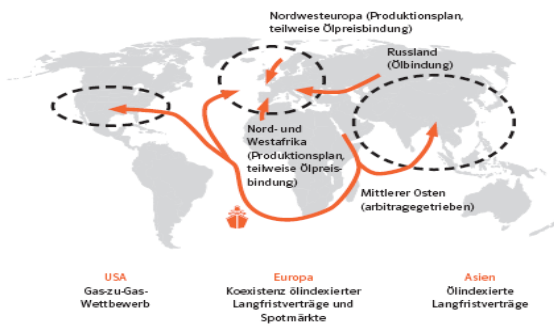 Nordwesteuropa (Produktionsplan,
teilweise Ölpreisbindung)
Russland
(Ölbindung)
Nord- und
Westafrika
(Produktionsplan,
teilweise Ölpreis-
bindung)
Mittlerer Osten
(arbitragegetrieben)
USA
Gas-zu-Gas-
Wettbewerb
Europa
Koexistenz ölindexierter
Langfristverträge und
Spotmärkte
Asien
Ölindexierte
Langfristverträge